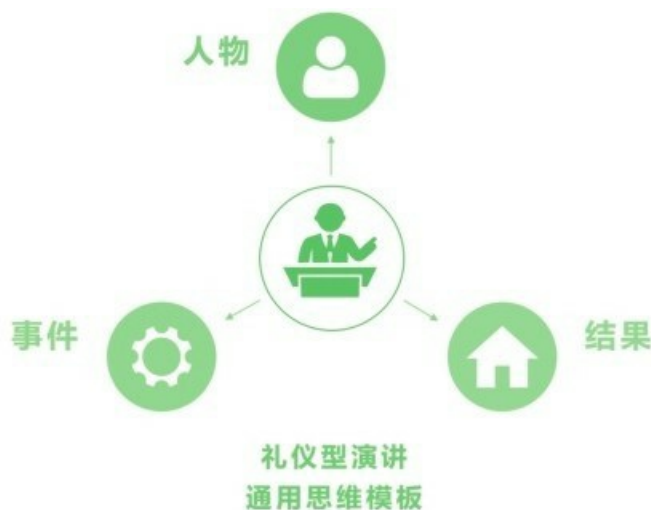 人物
事件
结果
礼仪型演讲
通用思维模板